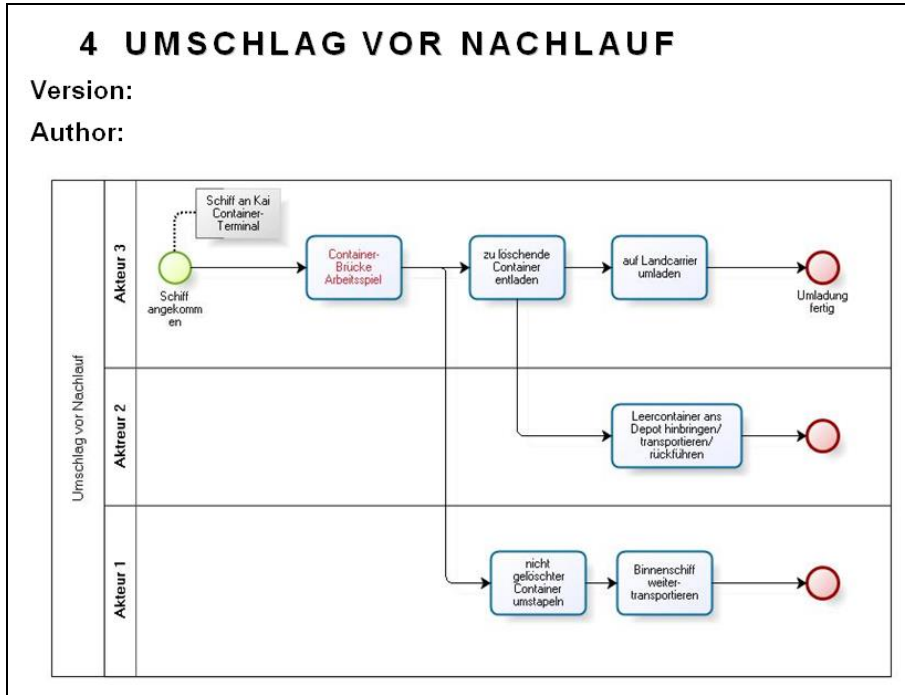 4 UMSCHLAG VOR NACHLAUF
Version:
Author:
Umschlag vor Nachlauf
Akteur 3
Schiff an Kai
Container-
Terminal
Schiff
angekomm
en
Container-
Brücke
Arbeitsspiel
zu löschende
Container
entladen
auf Landcarrier
umladen
Umladung
fertig
Aktreur 2
Leercontainer ans
Depot hinbringen/
transportieren/
rückführen
Akteur 1
nicht
gelöschter
Container
umstapeln
Binnenschiff
weiter-
transportieren